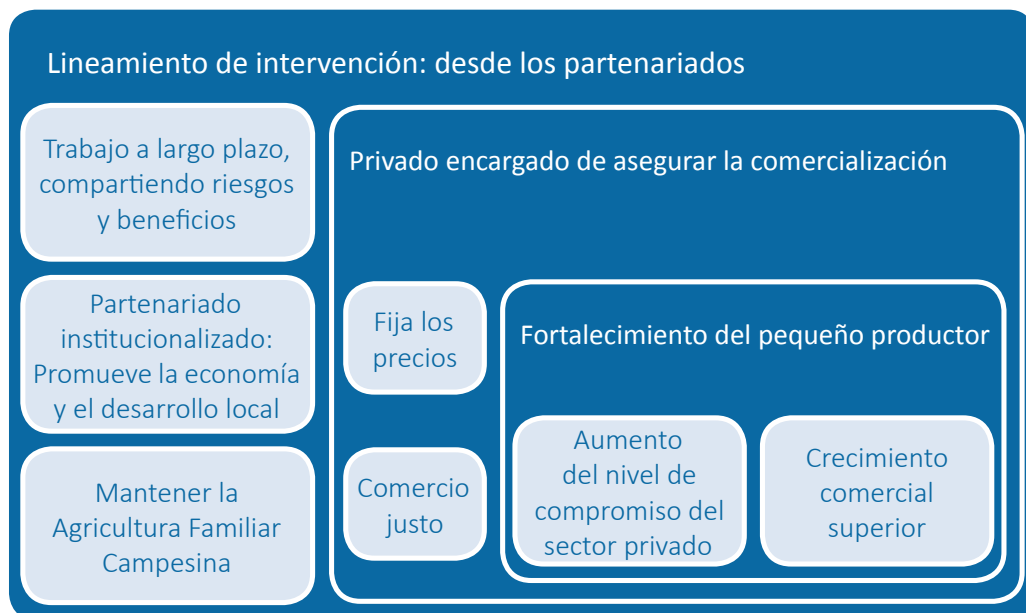 Lineamiento de intervención: desde los partenariados
Trabajo a largo plazo,
compartiendo riesgos
y beneficios
Partenariado
institucionalizado:
Promueve la economía
y el desarrollo local
Mantener la
Agricultura Familiar
Campesina
Privado encargado de asegurar la comercialización
Fija los
precios
Comercio
justo
Fortalecimiento del pequeño productor
Aumento
del nivel de
compromiso del
sector privado
Crecimiento
comercial
superior